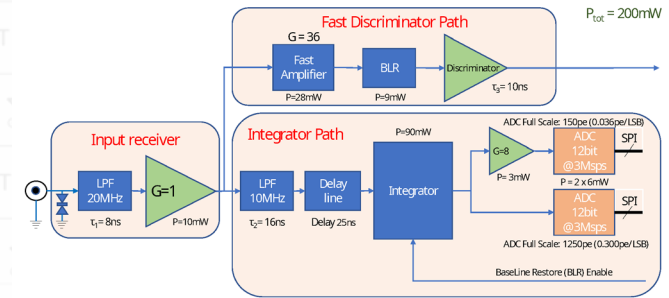 Fast Discriminator Path
P_tot = 200mW
G = 36
Fast
Amplifier
BLR
Discriminator
τ3= 10ns
P=28mW
P=9mW
Input receiver
Integrator Path
P=90mW
ADC Full Scale: 150pe (0.036pe/LSB)
LPF
20MHz
G=1
τ1= 8ns
P=10mW
LPF
10MHz
τ2= 16ns
Delay
line
Delay 25ns
Integrator
G=8
P= 3mW
ADC
12bit
@3Msps
SPI
P = 2 x 6mW
ADC
12bit
@3Msps
SPI
ADC Full Scale: 1250pe (0.300pe/LSB)
BaseLine Restore (BLR) Enable